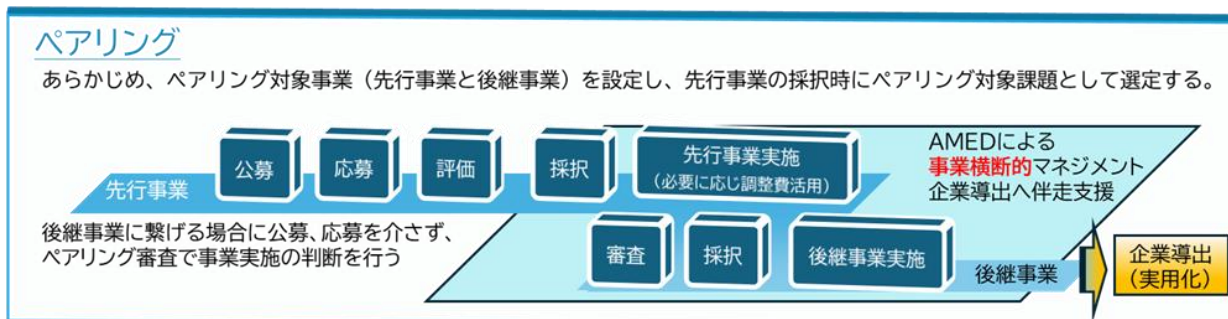 ペアリング
あらかじめ、ペアリング対象事業（先行事業と後継事業）を設定し、先行事業の採択時にペアリング対象課題として選定する。
先行事業
公募
応募
評価
採択
先行事業実施
（必要に応じ調整費活用）
AMEDによる
事業横断的マネジメント
企業導出へ伴走支援
後継事業に繋げる場合に公募、応募を介さず、
ペアリング審査で事業実施の判断を行う
審査
採択
後継事業実施
後継事業
企業導出
（実用化）